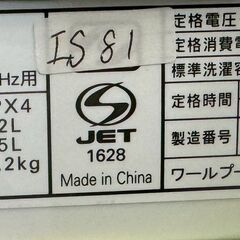 IS 81
定格電圧
Hz用
定格消費電
PX4
標準洗濯容
2L
定格時間
5L
JET
.2kg
1628
製造番号
Made in China
ワールプー